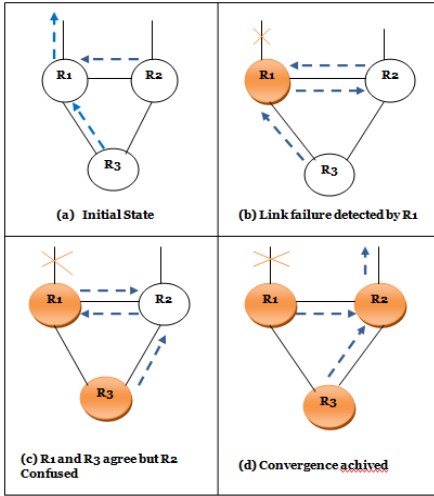 R1
R2
R3
(a) Initial State
R1
R2
R3
(b) Link failure detected by R1
R1
R2
R3
(c) R1 and R3 agree but R2
Confused
R1
R2
R3
(d) Convergence achived